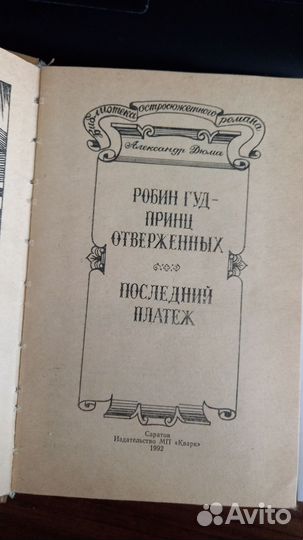 Библиотека остросюжетного романа
Александр Дюма
РОБИН ГУД-
ПРИНЦ
ОТВЕРЖЕННЫХ
ПОСЛЕДНИЙ
ПЛАТЕЖ
Саратов
Издательство МП «Кварк»
1992
Avito